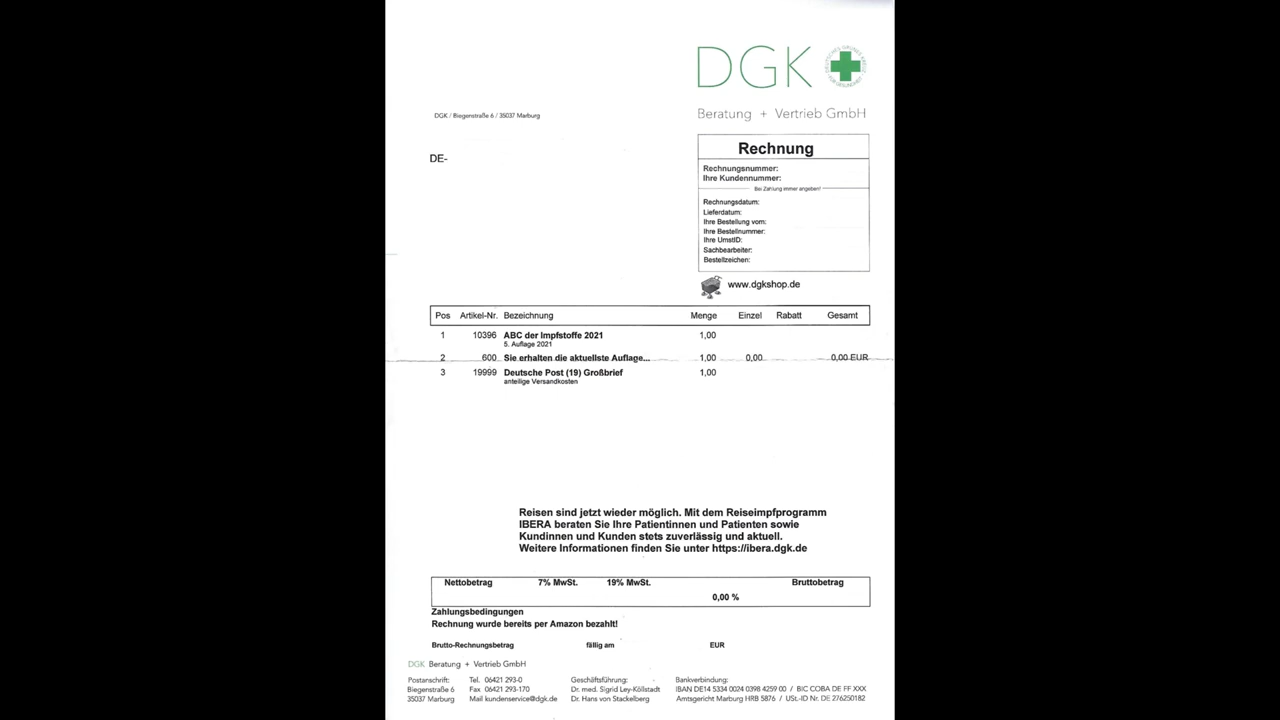 DGK
DEUTSCHES GRÜNES KREUZ
Beratung + Vertrieb GmbH
DGK / Biegenstraße 6 / 35037 Marburg
DE-
Rechnung
Rechnungsnummer:
Ihre Kundennummer:
Bei Zahlung immer angeben!
Rechnungsdatum:
Lieferdatum:
Ihre Bestellung vom:
Ihre Bestellnummer:
Ihre UmstID:
Sachbearbeiter:
Bestellzeichen:
www.dgkshop.de
Pos Artikel-Nr. Bezeichnung Menge Einzel Rabatt Gesamt
1 10396 ABC der Impfstoffe 2021 1,00
5. Auflage 2021
2 600 Sie erhalten die aktuellste Auflage... 1,00 0,00 0,00 EUR
3 19999 Deutsche Post (19) Großbrief 1,00
anteilige Versandkosten
Reisen sind jetzt wieder möglich. Mit dem Reiseimpfprogramm
IBERA beraten Sie Ihre Patientinnen und Patienten sowie
Kundinnen und Kunden stets zuverlässig und aktuell.
Weitere Informationen finden Sie unter https://ibera.dgk.de
Nettobetrag 7% MwSt. 19% MwSt. Bruttobetrag
0,00 %
Zahlungsbedingungen
Rechnung wurde bereits per Amazon bezahlt!
Brutto-Rechnungsbetrag fällig am EUR
DGK Beratung + Vertrieb GmbH
Postanschrift: Tel. 06421 293-0 Geschäftsführung: Bankverbindung:
Biegenstraße 6 Fax 06421 293-170 Dr. med. Sigrid Ley-Köllstadt IBAN DE14 5334 0024 0398 4259 00 / BIC COBA DE FF XXX
35037 Marburg Mail kundenservice@dgk.de Dr. Hans von Stackelberg Amtsgericht Marburg HRB 5876 / USt.-ID Nr. DE 276250182